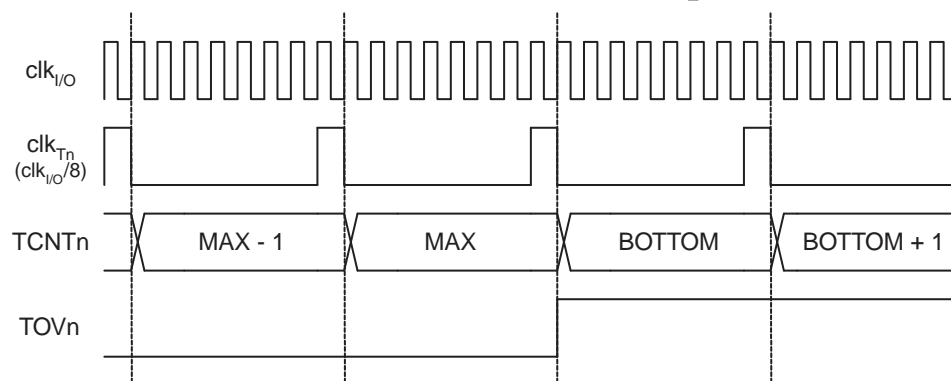 clkI/O
clkTn
(clkI/O/8)
TCNTn
MAX - 1
MAX
BOTTOM
BOTTOM + 1
TOVn